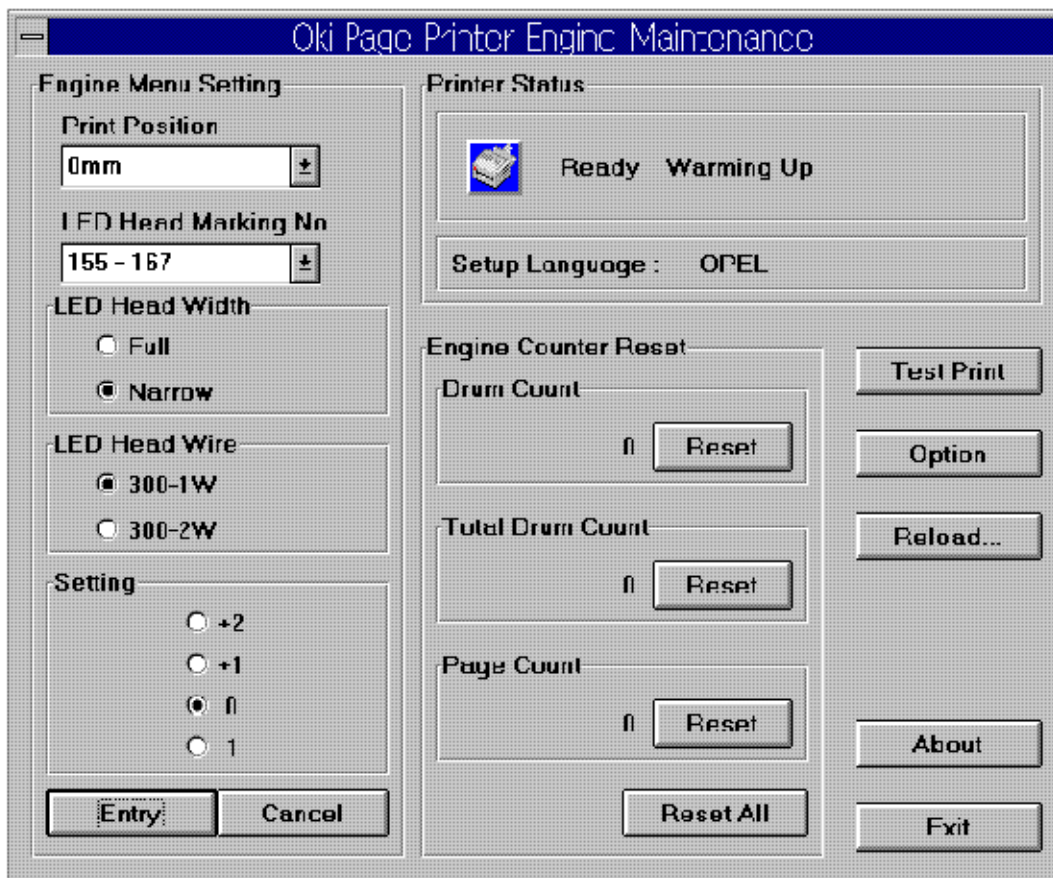 Oki Page Printer Engine Maintenance
Engine Menu Setting
Print Position
0mm
LED Head Marking No
155 - 167
LED Head Width
Full
Narrow
LED Head Wire
300-1W
300-2W
Setting
+2
+1
0
1
Entry
Cancel
Printer Status
Ready Warming Up
Setup Language : OPEL
Engine Counter Reset
Drum Count
0 Reset
Total Drum Count
0 Reset
Page Count
0 Reset
Reset All
Test Print
Option
Reload...
About
Exit